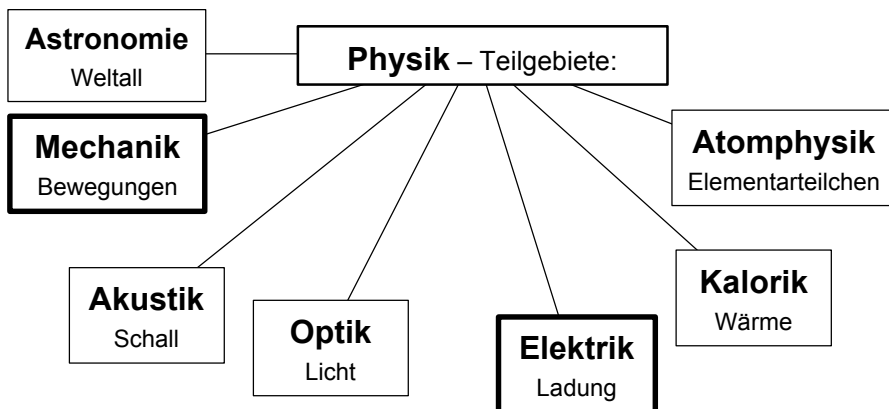 Physik – Teilgebiete:
Astronomie
Weltall
Mechanik
Bewegungen
Akustik
Schall
Optik
Licht
Elektrik
Ladung
Kalorik
Wärme
Atomphysik
Elementarteilchen